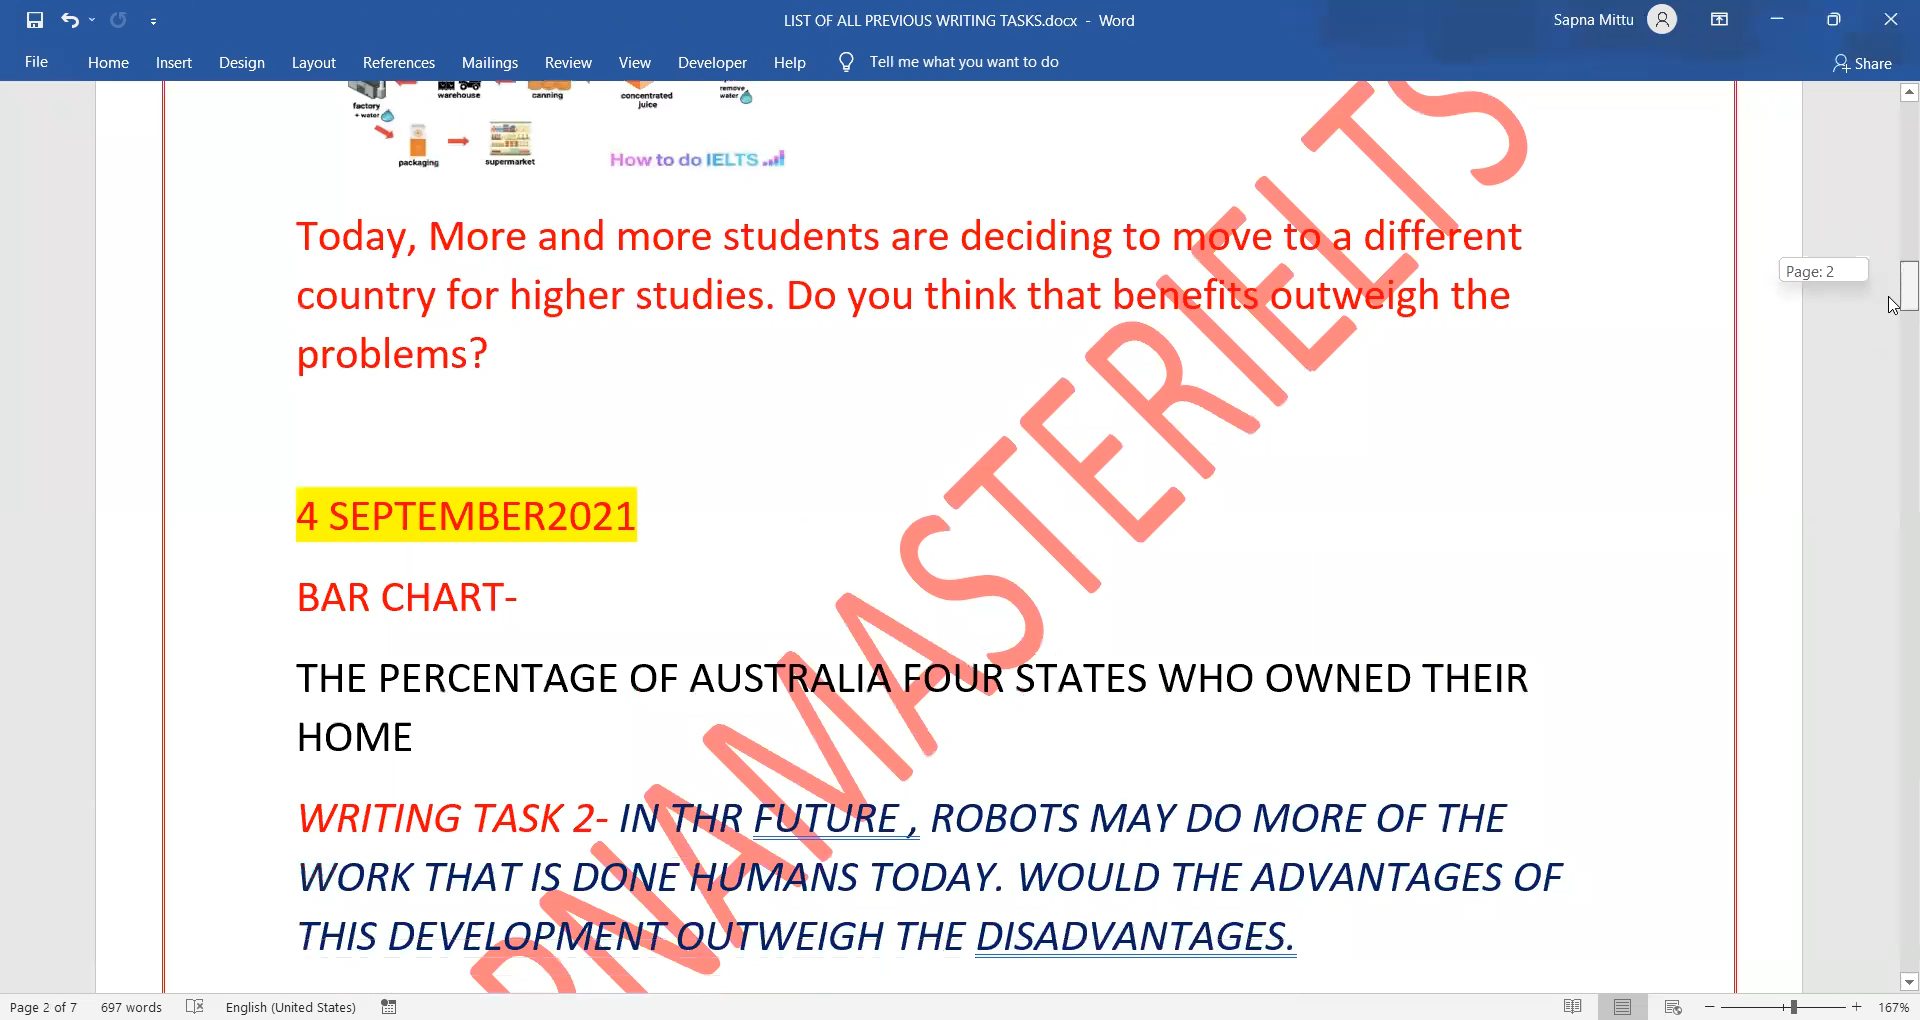 LIST OF ALL PREVIOUS WRITING TASKS.docx - Word
Sapna Mittu
File Home Insert Design Layout References Mailings Review View Developer Help Tell me what you want to do
Share
factory
+ water
warehouse
canning
concentrated
juice
remove
water
packaging
supermarket
How to do IELTS
Today, More and more students are deciding to move to a different
country for higher studies. Do you think that benefits outweigh the
problems?
Page: 2
4 SEPTEMBER2021
BAR CHART-
THE PERCENTAGE OF AUSTRALIA FOUR STATES WHO OWNED THEIR
HOME
WRITING TASK 2- IN THR FUTURE , ROBOTS MAY DO MORE OF THE
WORK THAT IS DONE HUMANS TODAY. WOULD THE ADVANTAGES OF
THIS DEVELOPMENT OUTWEIGH THE DISADVANTAGES.
PNAMASTERIELTS
Page 2 of 7 697 words English (United States) 167%